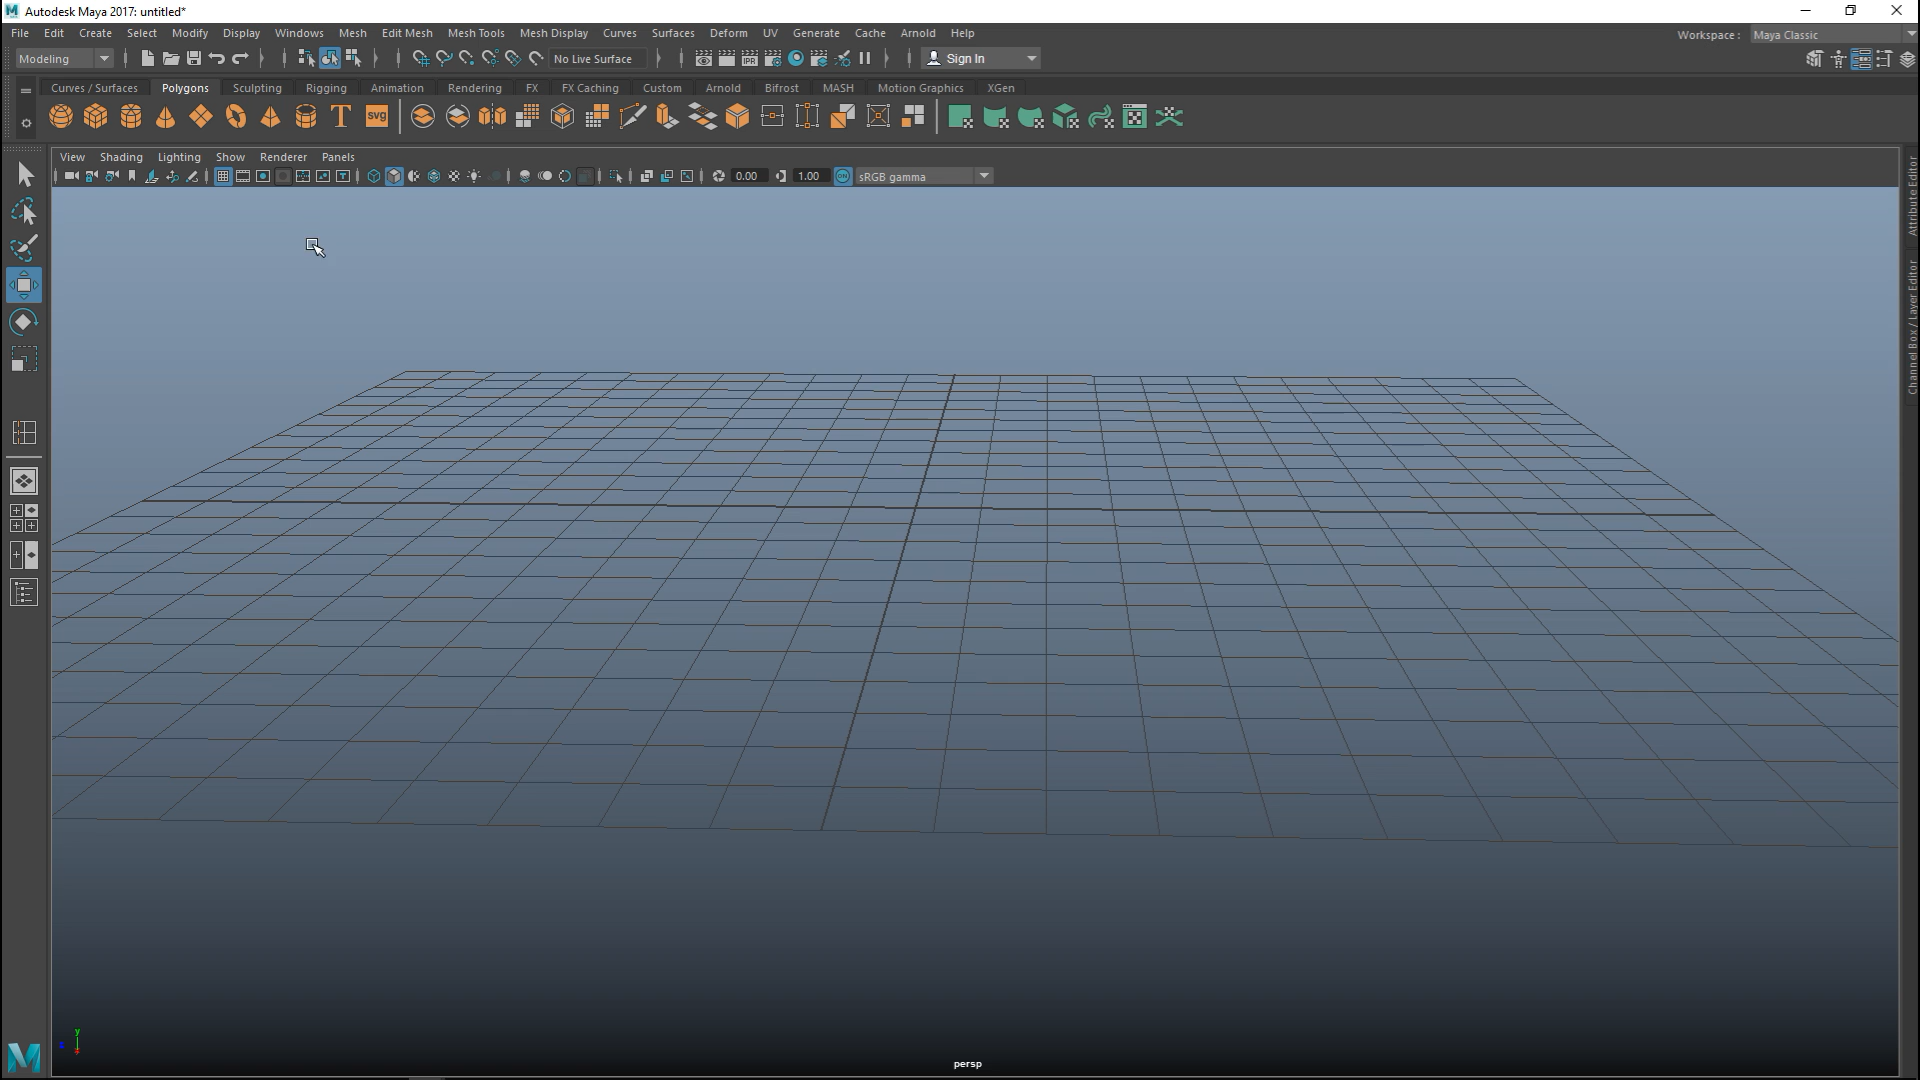 Autodesk Maya 2017: untitled*
File Edit Create Select Modify Display Windows Mesh Edit Mesh Mesh Tools Mesh Display Curves Surfaces Deform UV Generate Cache Arnold Help
Workspace : Maya Classic
Modeling
No Live Surface
IPR
Sign In
Curves / Surfaces Polygons Sculpting Rigging Animation Rendering FX FX Caching Custom Arnold Bifrost MASH Motion Graphics XGen
T
SVG
View Shading Lighting Show Renderer Panels
0.00 1.00 ON sRGB gamma
Attribute Editor
Channel Box / Layer Editor
y
z
x
M
persp